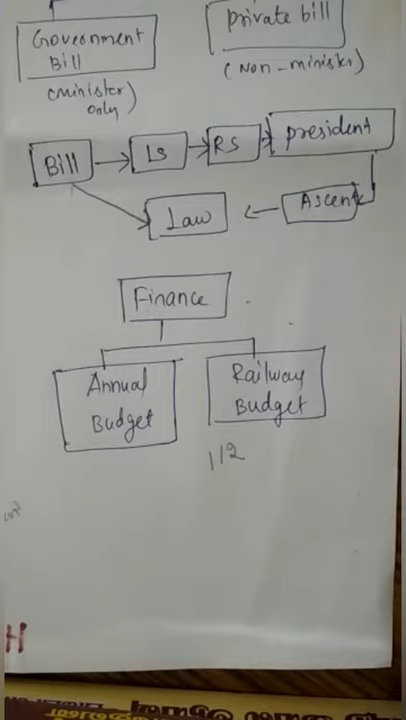 Government
Bill
(minister
only)
private bill
(Non-ministr)
Bill
LS
RS
president
Ascent
Law
Finance
Annual
Budget
Railway
Budget
112
H